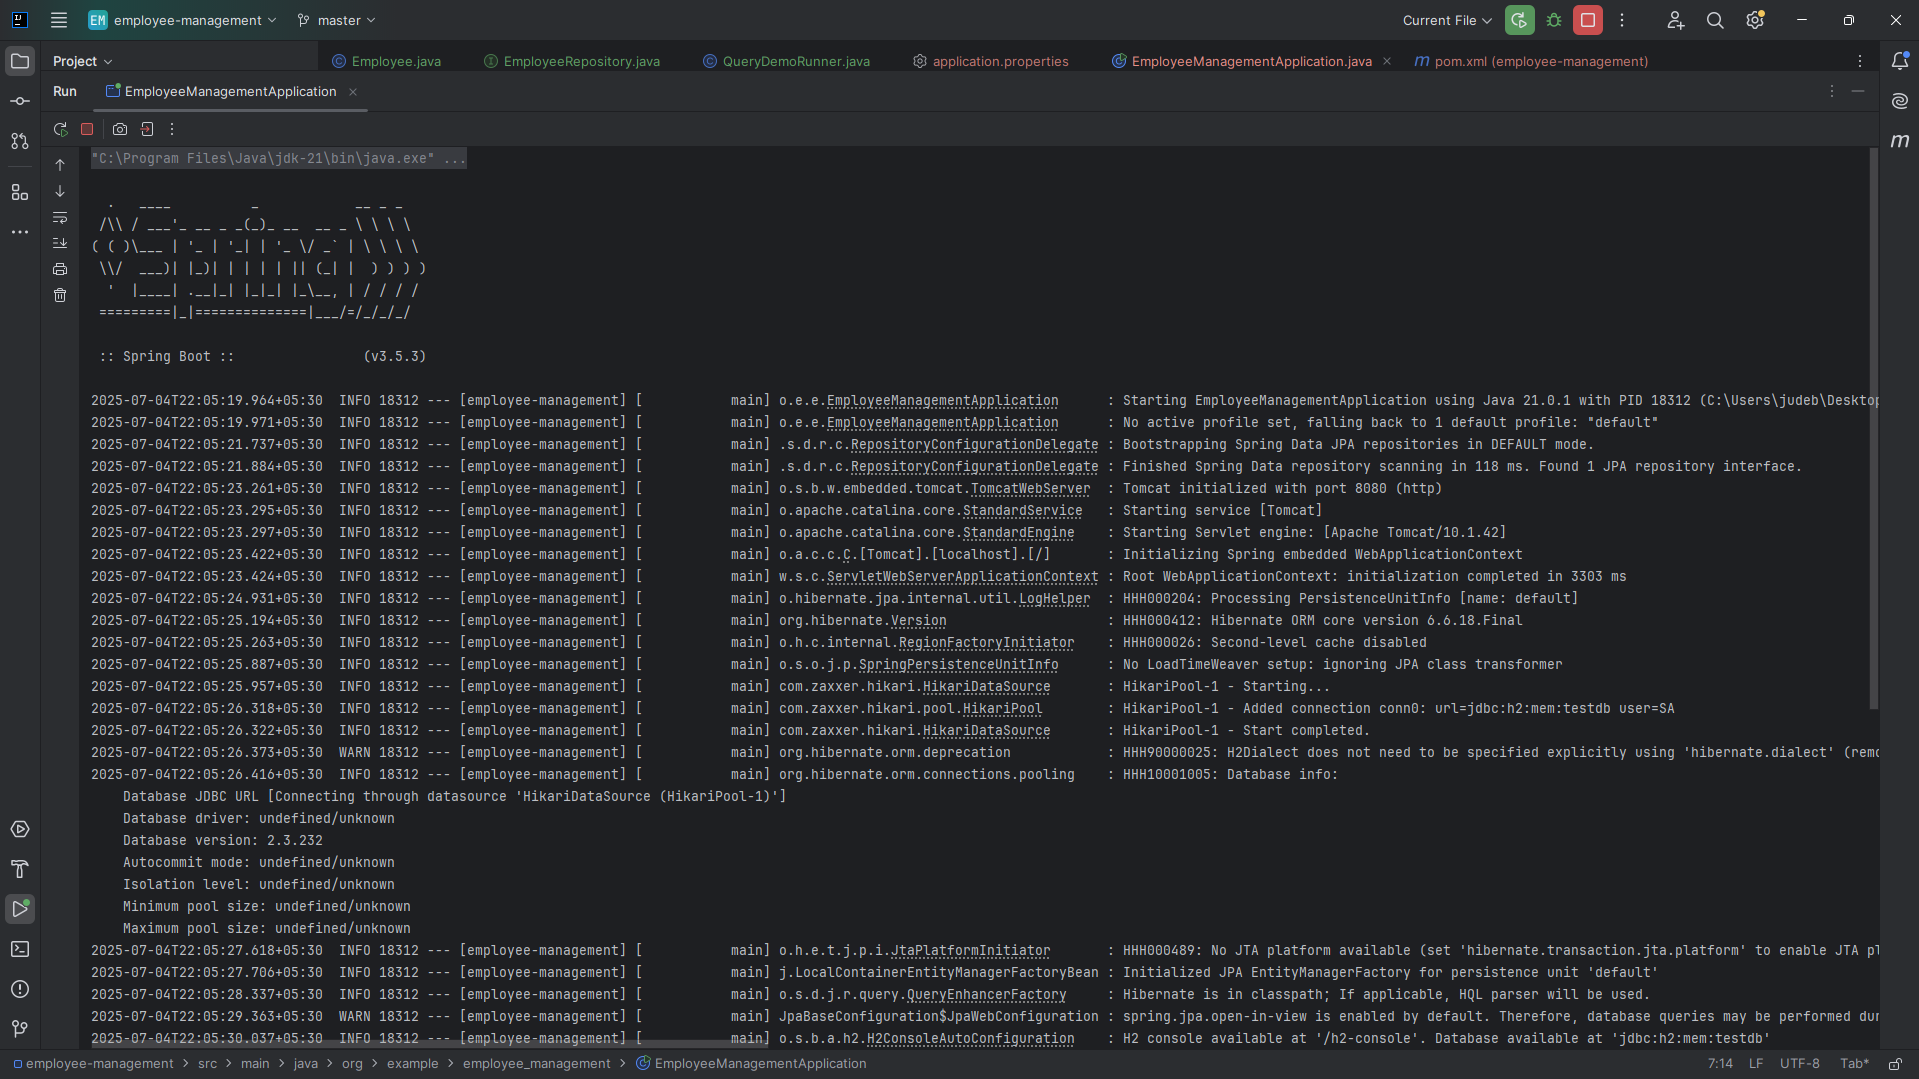 EM employee-management master Current File
Project Employee.java EmployeeRepository.java QueryDemoRunner.java application.properties EmployeeManagementApplication.java m pom.xml (employee-management)
Run EmployeeManagementApplication
"C:\Program Files\Java\jdk-21\bin\java.exe" ...
  .   ____          _            __ _ _
 /\\ / ___'_ __ _ _(_)_ __  __ _ \ \ \ \
( ( )\___ | '_ | '_| | '_ \/ _` | \ \ \ \
 \\/  ___)| |_)| | | | | || (_| |  ) ) ) )
  '  |____| .__|_| |_|_| |_\__, | / / / /
 =========|_|==============|___/=/_/_/_/
 :: Spring Boot ::                (v3.5.3)
2025-07-04T22:05:19.964+05:30  INFO 18312 --- [employee-management] [           main] o.e.e.EmployeeManagementApplication      : Starting EmployeeManagementApplication using Java 21.0.1 with PID 18312 (C:\Users\judeb\Desktop
2025-07-04T22:05:19.971+05:30  INFO 18312 --- [employee-management] [           main] o.e.e.EmployeeManagementApplication      : No active profile set, falling back to 1 default profile: "default"
2025-07-04T22:05:21.737+05:30  INFO 18312 --- [employee-management] [           main] .s.d.r.c.RepositoryConfigurationDelegate : Bootstrapping Spring Data JPA repositories in DEFAULT mode.
2025-07-04T22:05:21.884+05:30  INFO 18312 --- [employee-management] [           main] .s.d.r.c.RepositoryConfigurationDelegate : Finished Spring Data repository scanning in 118 ms. Found 1 JPA repository interface.
2025-07-04T22:05:23.261+05:30  INFO 18312 --- [employee-management] [           main] o.s.b.w.embedded.tomcat.TomcatWebServer  : Tomcat initialized with port 8080 (http)
2025-07-04T22:05:23.295+05:30  INFO 18312 --- [employee-management] [           main] o.apache.catalina.core.StandardService   : Starting service [Tomcat]
2025-07-04T22:05:23.297+05:30  INFO 18312 --- [employee-management] [           main] o.apache.catalina.core.StandardEngine    : Starting Servlet engine: [Apache Tomcat/10.1.42]
2025-07-04T22:05:23.422+05:30  INFO 18312 --- [employee-management] [           main] o.a.c.c.C.[Tomcat].[localhost].[/]       : Initializing Spring embedded WebApplicationContext
2025-07-04T22:05:23.424+05:30  INFO 18312 --- [employee-management] [           main] w.s.c.ServletWebServerApplicationContext : Root WebApplicationContext: initialization completed in 3303 ms
2025-07-04T22:05:24.931+05:30  INFO 18312 --- [employee-management] [           main] o.hibernate.jpa.internal.util.LogHelper  : HHH000204: Processing PersistenceUnitInfo [name: default]
2025-07-04T22:05:25.194+05:30  INFO 18312 --- [employee-management] [           main] org.hibernate.Version                    : HHH000412: Hibernate ORM core version 6.6.18.Final
2025-07-04T22:05:25.263+05:30  INFO 18312 --- [employee-management] [           main] o.h.c.internal.RegionFactoryInitiator    : HHH000026: Second-level cache disabled
2025-07-04T22:05:25.887+05:30  INFO 18312 --- [employee-management] [           main] o.s.o.j.p.SpringPersistenceUnitInfo      : No LoadTimeWeaver setup: ignoring JPA class transformer
2025-07-04T22:05:25.957+05:30  INFO 18312 --- [employee-management] [           main] com.zaxxer.hikari.HikariDataSource       : HikariPool-1 - Starting...
2025-07-04T22:05:26.318+05:30  INFO 18312 --- [employee-management] [           main] com.zaxxer.hikari.pool.HikariPool        : HikariPool-1 - Added connection conn0: url=jdbc:h2:mem:testdb user=SA
2025-07-04T22:05:26.322+05:30  INFO 18312 --- [employee-management] [           main] com.zaxxer.hikari.HikariDataSource       : HikariPool-1 - Start completed.
2025-07-04T22:05:26.373+05:30  WARN 18312 --- [employee-management] [           main] org.hibernate.orm.deprecation            : HHH90000025: H2Dialect does not need to be specified explicitly using 'hibernate.dialect' (remo
2025-07-04T22:05:26.416+05:30  INFO 18312 --- [employee-management] [           main] org.hibernate.orm.connections.pooling    : HHH10001005: Database info:
    Database JDBC URL [Connecting through datasource 'HikariDataSource (HikariPool-1)']
    Database driver: undefined/unknown
    Database version: 2.3.232
    Autocommit mode: undefined/unknown
    Isolation level: undefined/unknown
    Minimum pool size: undefined/unknown
    Maximum pool size: undefined/unknown
2025-07-04T22:05:27.618+05:30  INFO 18312 --- [employee-management] [           main] o.h.e.t.j.p.i.JtaPlatformInitiator       : HHH000489: No JTA platform available (set 'hibernate.transaction.jta.platform' to enable JTA pl
2025-07-04T22:05:27.706+05:30  INFO 18312 --- [employee-management] [           main] j.LocalContainerEntityManagerFactoryBean : Initialized JPA EntityManagerFactory for persistence unit 'default'
2025-07-04T22:05:28.337+05:30  INFO 18312 --- [employee-management] [           main] o.s.d.j.r.query.QueryEnhancerFactory     : Hibernate is in classpath; If applicable, HQL parser will be used.
2025-07-04T22:05:29.363+05:30  WARN 18312 --- [employee-management] [           main] JpaBaseConfiguration$JpaWebConfiguration : spring.jpa.open-in-view is enabled by default. Therefore, database queries may be performed dur
2025-07-04T22:05:30.037+05:30  INFO 18312 --- [employee-management] [           main] o.s.b.a.h2.H2ConsoleAutoConfiguration    : H2 console available at '/h2-console'. Database available at 'jdbc:h2:mem:testdb'
employee-management > src > main > java > org > example > employee_management > EmployeeManagementApplication 7:14 LF UTF-8 Tab*